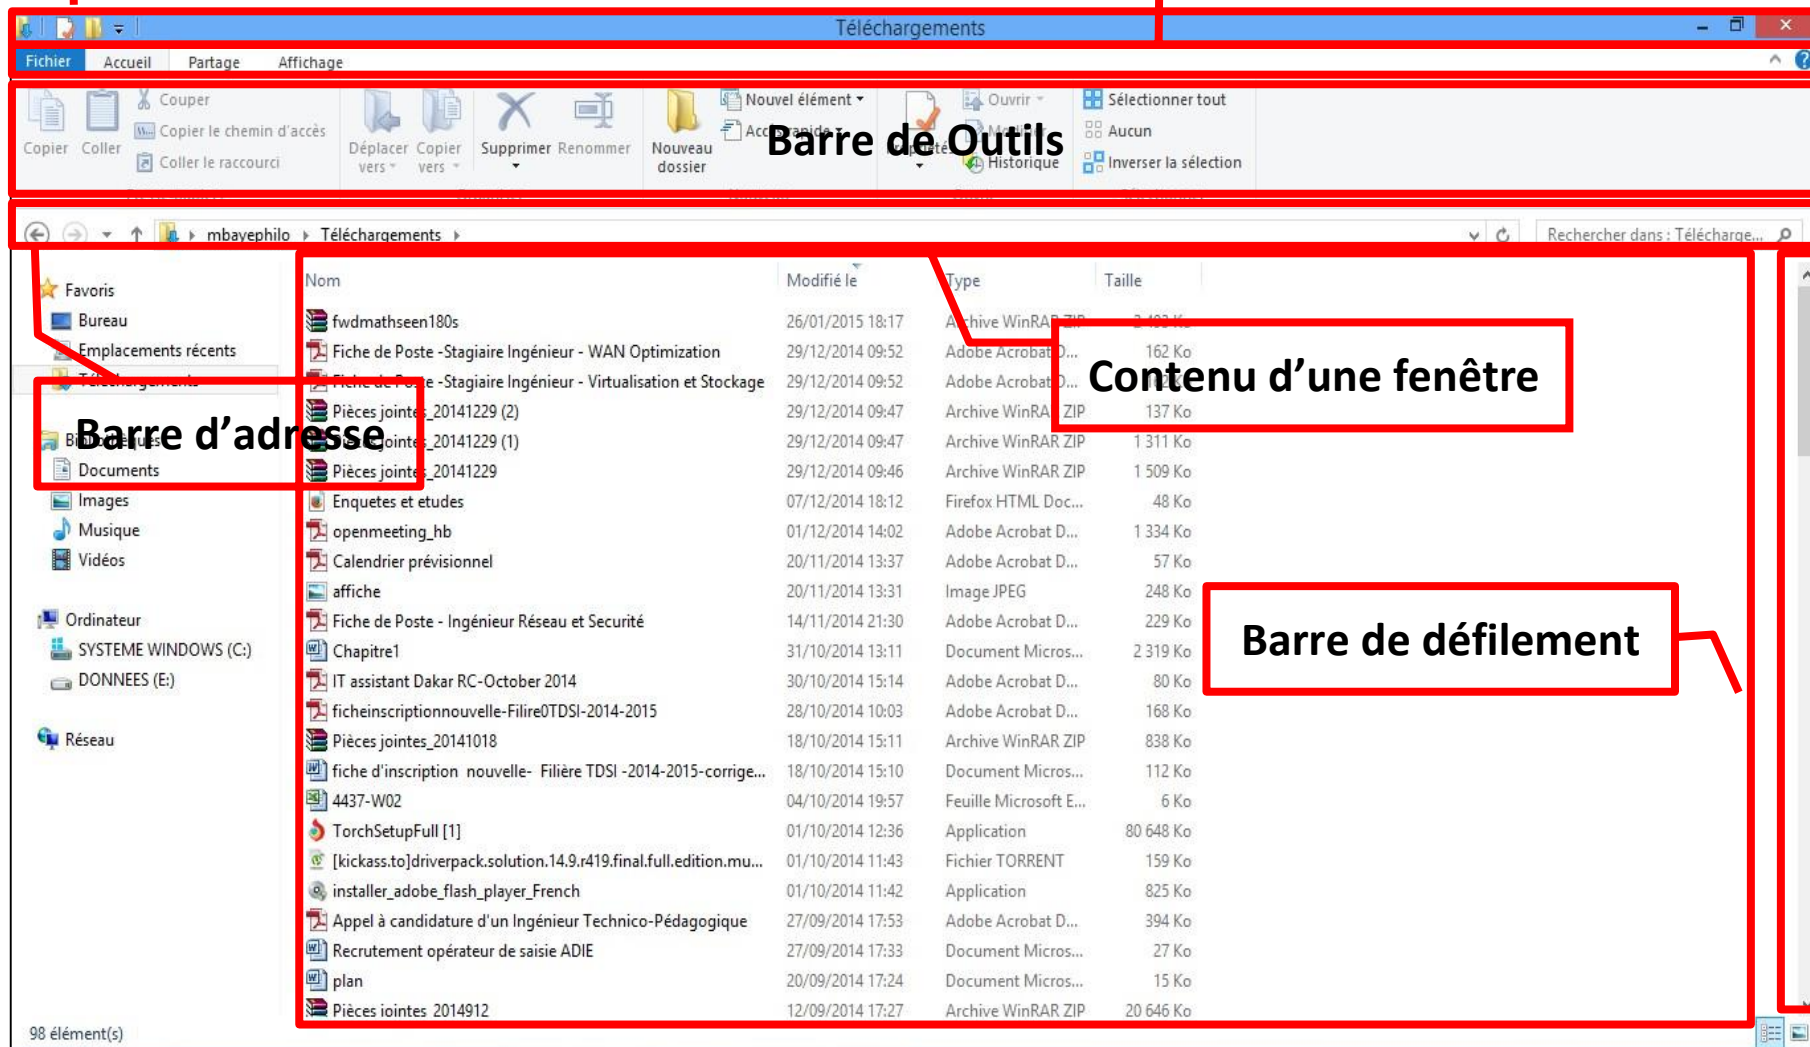 Téléchargements
Fichier Accueil Partage Affichage
Copier Coller Couper
Copier le chemin d'accès
Coller le raccourci
Déplacer vers Copier vers Supprimer Renommer
Nouveau dossier
Nouvel élément
Accès rapide
Ouvrir
Historique
Sélectionner tout
Aucun
Inverser la sélection
Barre de Outils
mbayephilo Téléchargements
Rechercher dans : Télécharge...
Favoris
Bureau
Emplacements récents
Téléchargements
Bibliothèques
Documents
Images
Musique
Vidéos
Ordinateur
SYSTEME WINDOWS (C:)
DONNEES (E:)
Réseau
Barre d’adresse
Contenu d’une fenêtre
Barre de défilement
Nom Modifié le Type Taille
fwdmathseen180s 26/01/2015 18:17 Archive WinRAR ZIP
Fiche de Poste -Stagiaire Ingénieur - WAN Optimization 29/12/2014 09:52 Adobe Acrobat D... 162 Ko
Fiche de Poste -Stagiaire Ingénieur - Virtualisation et Stockage 29/12/2014 09:52 Adobe Acrobat D...
Pièces jointes_20141229 (2) 29/12/2014 09:47 Archive WinRAR ZIP 137 Ko
Pièces jointes_20141229 (1) 29/12/2014 09:47 Archive WinRAR ZIP 1 311 Ko
Pièces jointes_20141229 29/12/2014 09:46 Archive WinRAR ZIP 1 509 Ko
Enquetes et etudes 07/12/2014 18:12 Firefox HTML Doc... 48 Ko
openmeeting_hb 01/12/2014 14:02 Adobe Acrobat D... 1 334 Ko
Calendrier prévisionnel 20/11/2014 13:37 Adobe Acrobat D... 57 Ko
affiche 20/11/2014 13:31 Image JPEG 248 Ko
Fiche de Poste - Ingénieur Réseau et Securité 14/11/2014 21:30 Adobe Acrobat D... 229 Ko
Chapitre1 31/10/2014 13:11 Document Micros... 2 319 Ko
IT assistant Dakar RC-October 2014 30/10/2014 15:14 Adobe Acrobat D... 80 Ko
ficheinscriptionnouvelle-Filire0TDSI-2014-2015 28/10/2014 10:03 Adobe Acrobat D... 168 Ko
Pièces jointes_20141018 18/10/2014 15:11 Archive WinRAR ZIP 838 Ko
fiche d'inscription nouvelle- Filière TDSI -2014-2015-corrige... 18/10/2014 15:10 Document Micros... 112 Ko
4437-W02 04/10/2014 19:57 Feuille Microsoft E... 6 Ko
TorchSetupFull [1] 01/10/2014 12:36 Application 80 648 Ko
[kickass.to]driverpack.solution.14.9.r419.final.full.edition.mu... 01/10/2014 11:43 Fichier TORRENT 159 Ko
installer_adobe_flash_player_French 01/10/2014 11:42 Application 825 Ko
Appel à candidature d'un Ingénieur Technico-Pédagogique 27/09/2014 17:53 Adobe Acrobat D... 394 Ko
Recrutement opérateur de saisie ADIE 27/09/2014 17:33 Document Micros... 27 Ko
plan 20/09/2014 17:24 Document Micros... 15 Ko
Pièces jointes_2014912 12/09/2014 17:27 Archive WinRAR ZIP 20 646 Ko
98 élément(s)